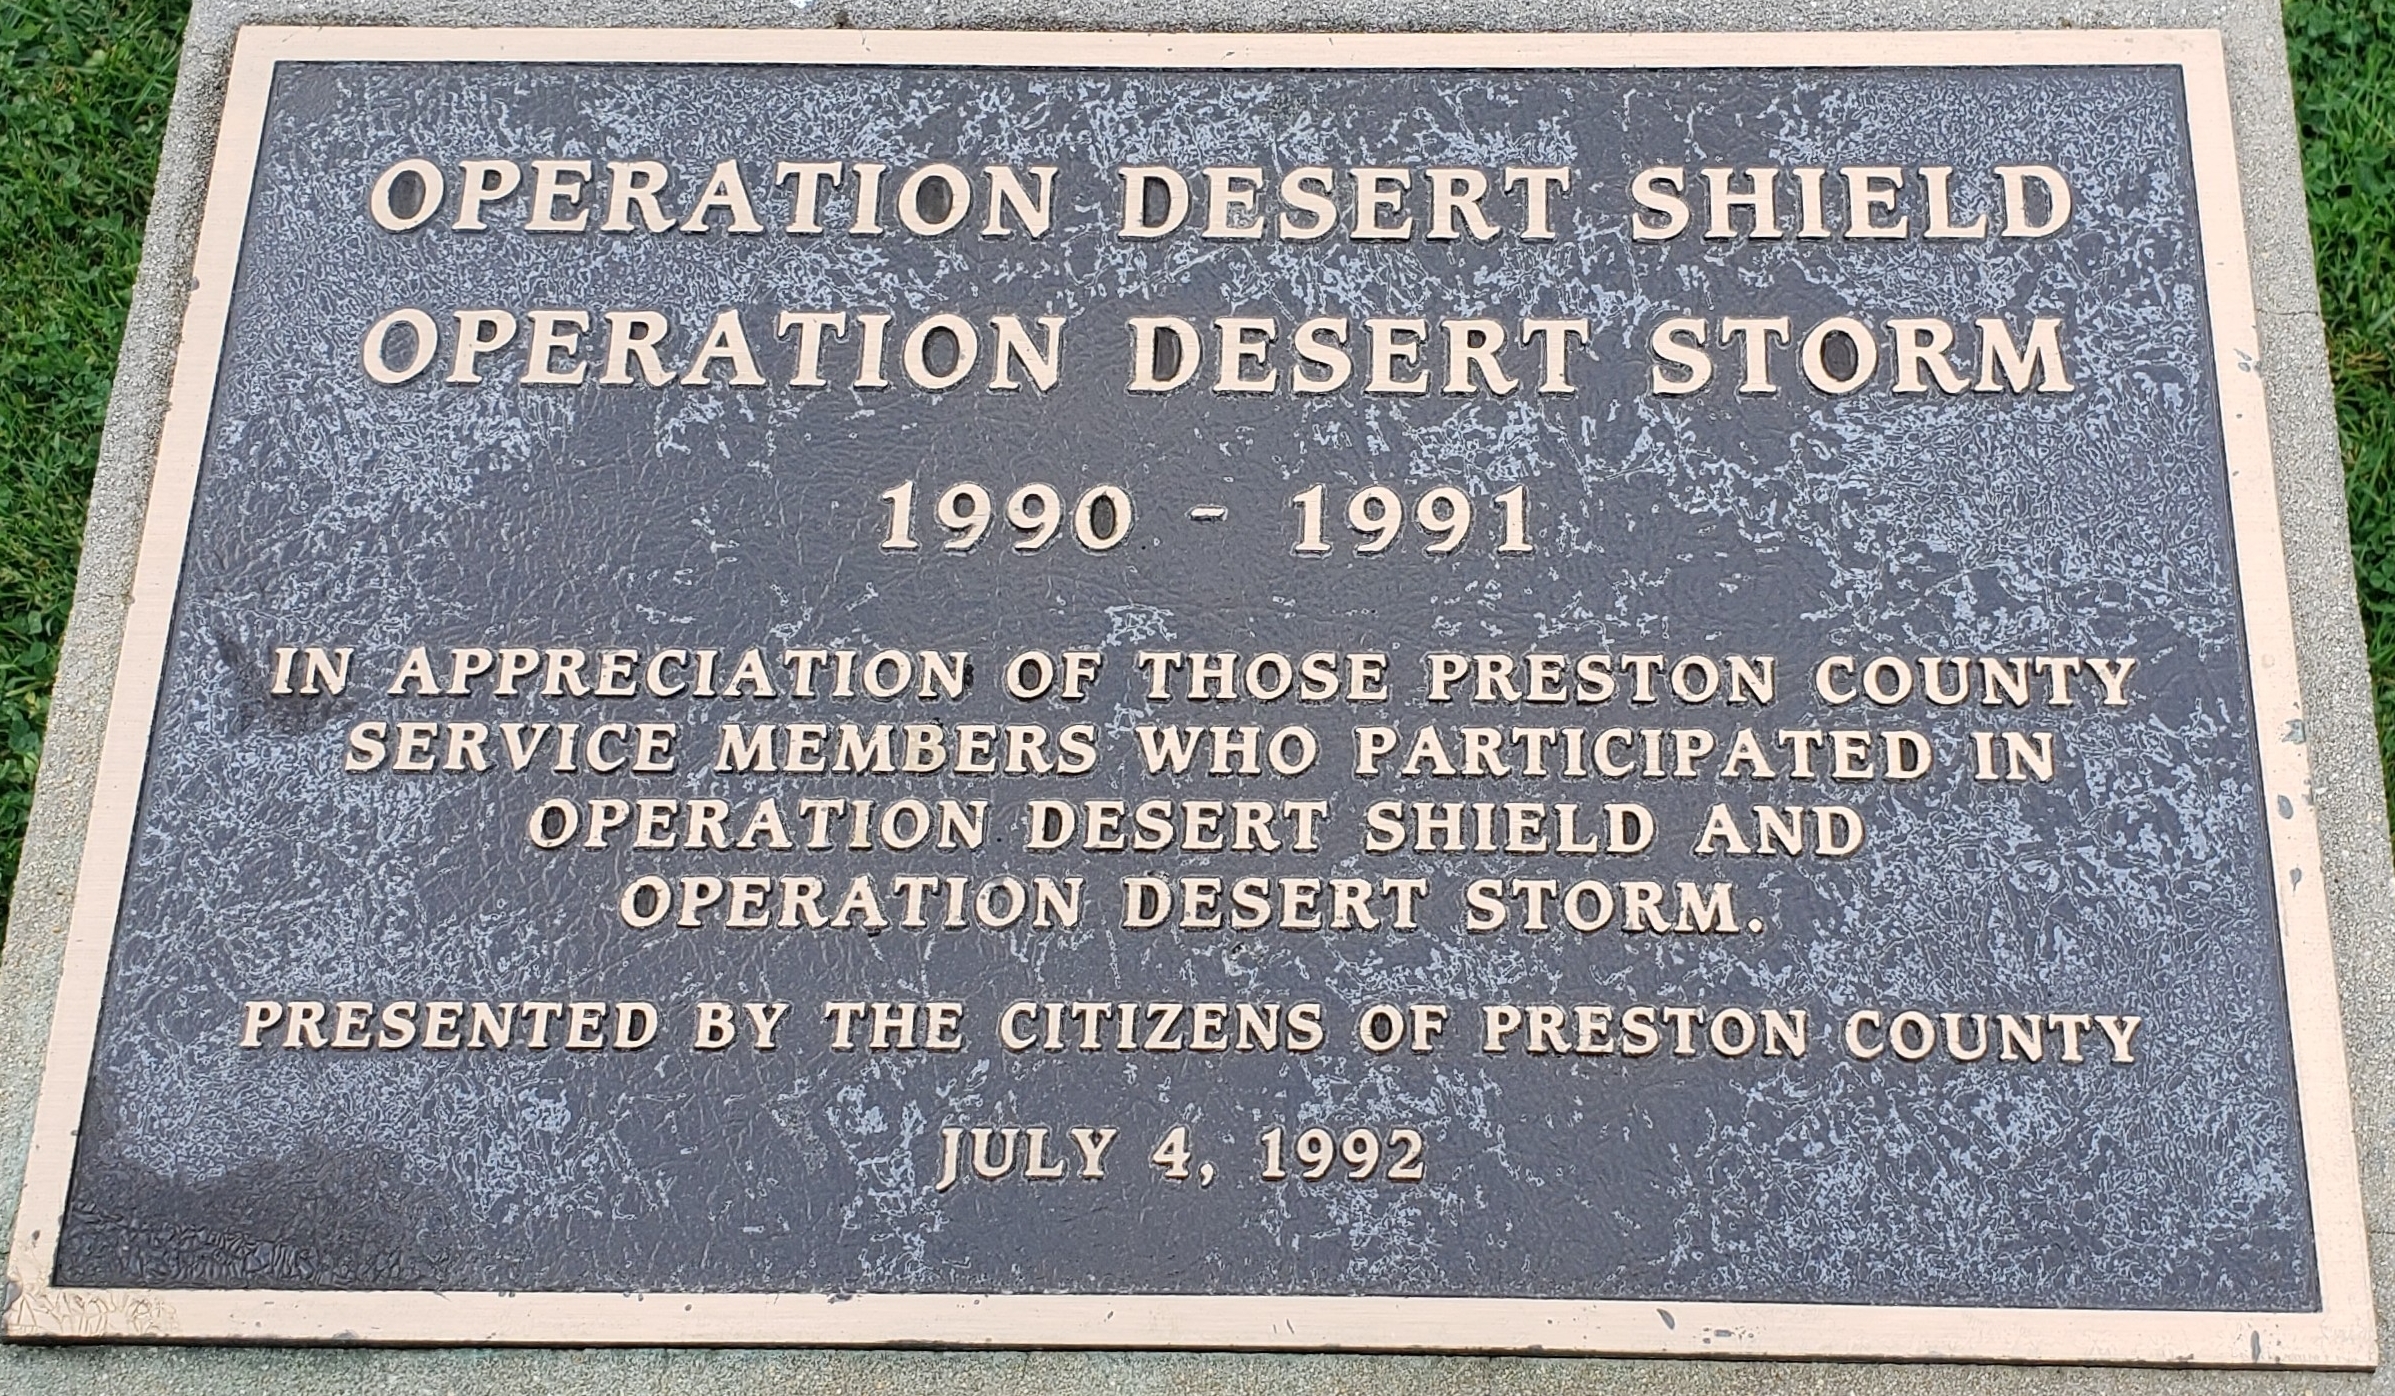 OPERATION DESERT SHIELD
OPERATION DESERT STORM
1990 - 1991
IN APPRECIATION OF THOSE PRESTON COUNTY
SERVICE MEMBERS WHO PARTICIPATED IN
OPERATION DESERT SHIELD AND
OPERATION DESERT STORM.
PRESENTED BY THE CITIZENS OF PRESTON COUNTY
JULY 4, 1992